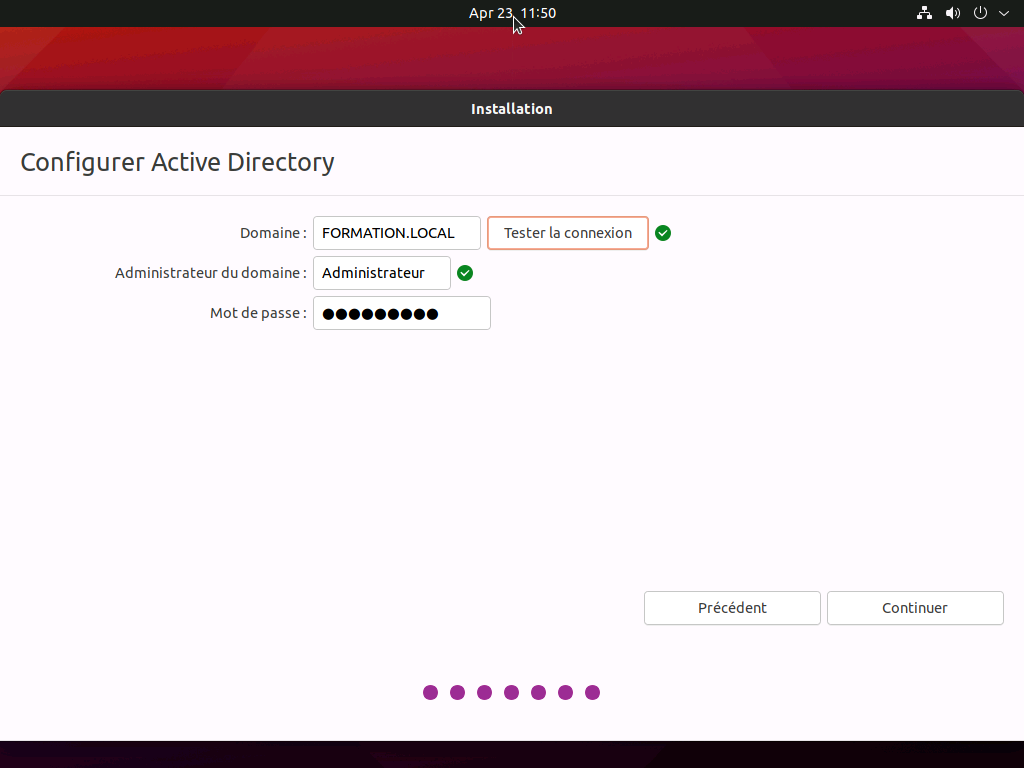 Apr 23 11:50
Installation
Configurer Active Directory
Domaine : FORMATION.LOCAL Tester la connexion
Administrateur du domaine : Administrateur
Mot de passe : ●●●●●●●●●
Précédent Continuer